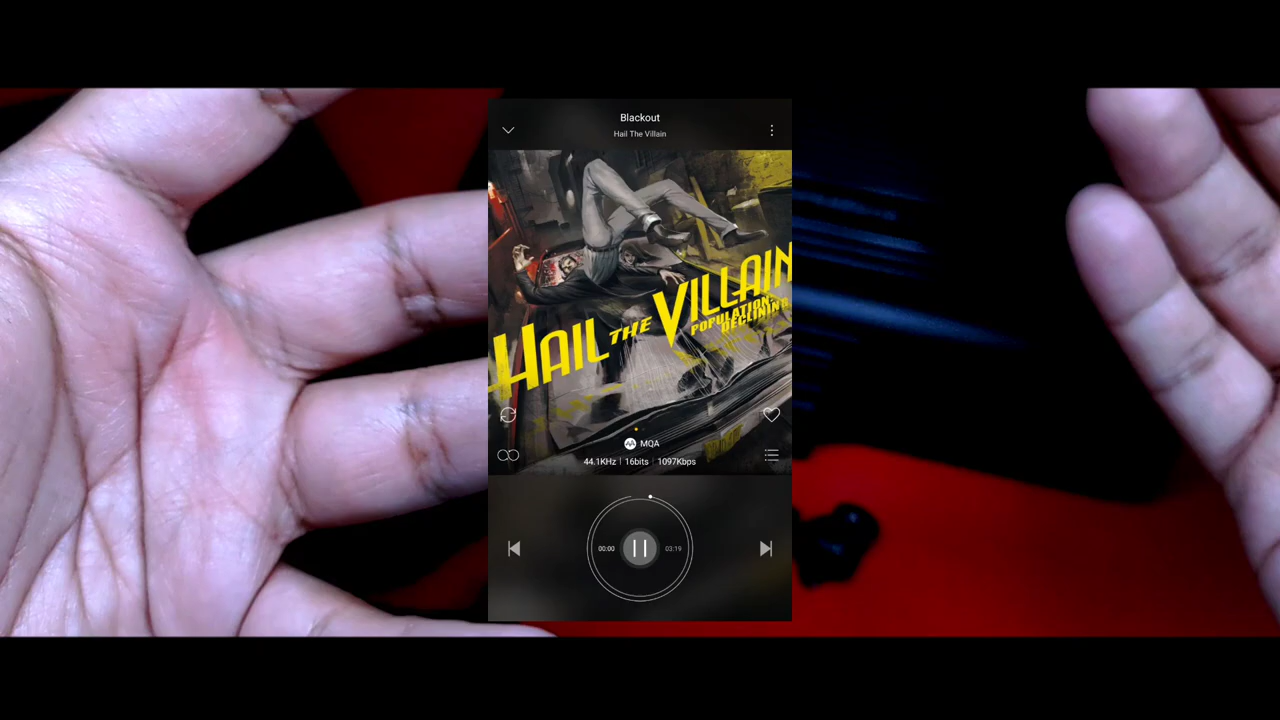 Blackout
Hail The Villain
HAIL THE VILLAIN
POPULATION:
DECLINING
MQA
44.1KHz | 16bits | 1097Kbps
00:00
03:19